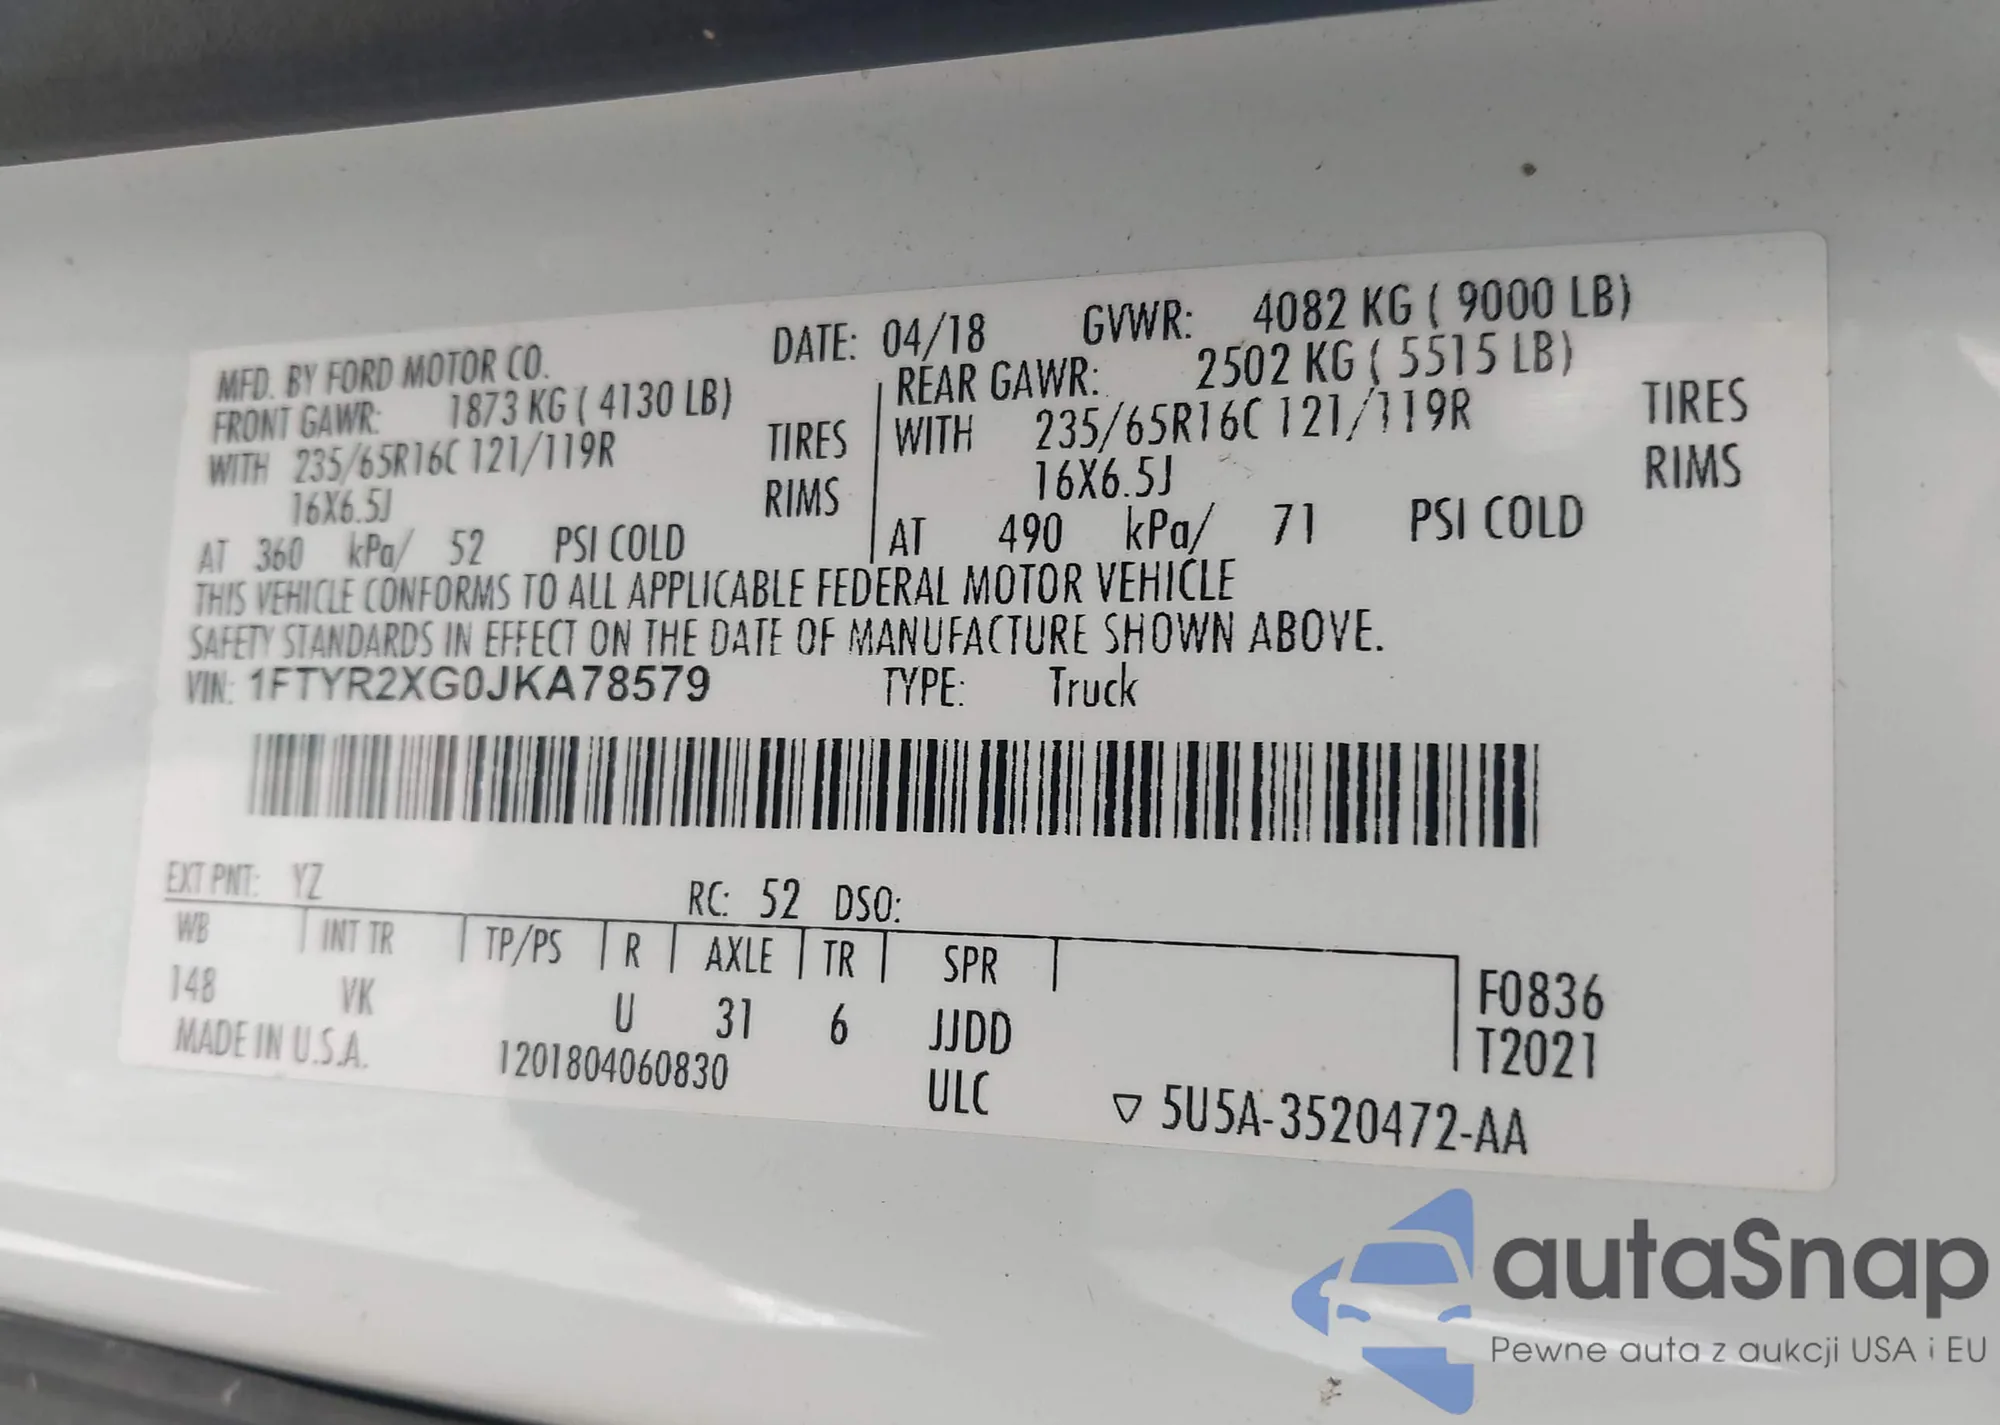 MFD. BY FORD MOTOR CO. DATE: 04/18 GVWR: 4082 KG ( 9000 LB)
FRONT GAWR: 1873 KG ( 4130 LB) REAR GAWR: 2502 KG ( 5515 LB)
WITH 235/65R16C 121/119R TIRES WITH 235/65R16C 121/119R TIRES
16X6.5J RIMS 16X6.5J RIMS
AT 360 kPa/ 52 PSI COLD AT 490 kPa/ 71 PSI COLD
THIS VEHICLE CONFORMS TO ALL APPLICABLE FEDERAL MOTOR VEHICLE
SAFETY STANDARDS IN EFFECT ON THE DATE OF MANUFACTURE SHOWN ABOVE.
VIN: 1FTYR2XG0JKA78579 TYPE: Truck
EXT PNT: YZ RC: 52 DSO:
WB INT TR TP/PS R AXLE TR SPR
148 VK U 31 6 JJDD F0836
MADE IN U.S.A. 1201804060830 ULC T2021
▽ 5U5A-3520472-AA
autaSnap
Pewne auta z aukcji USA i EU